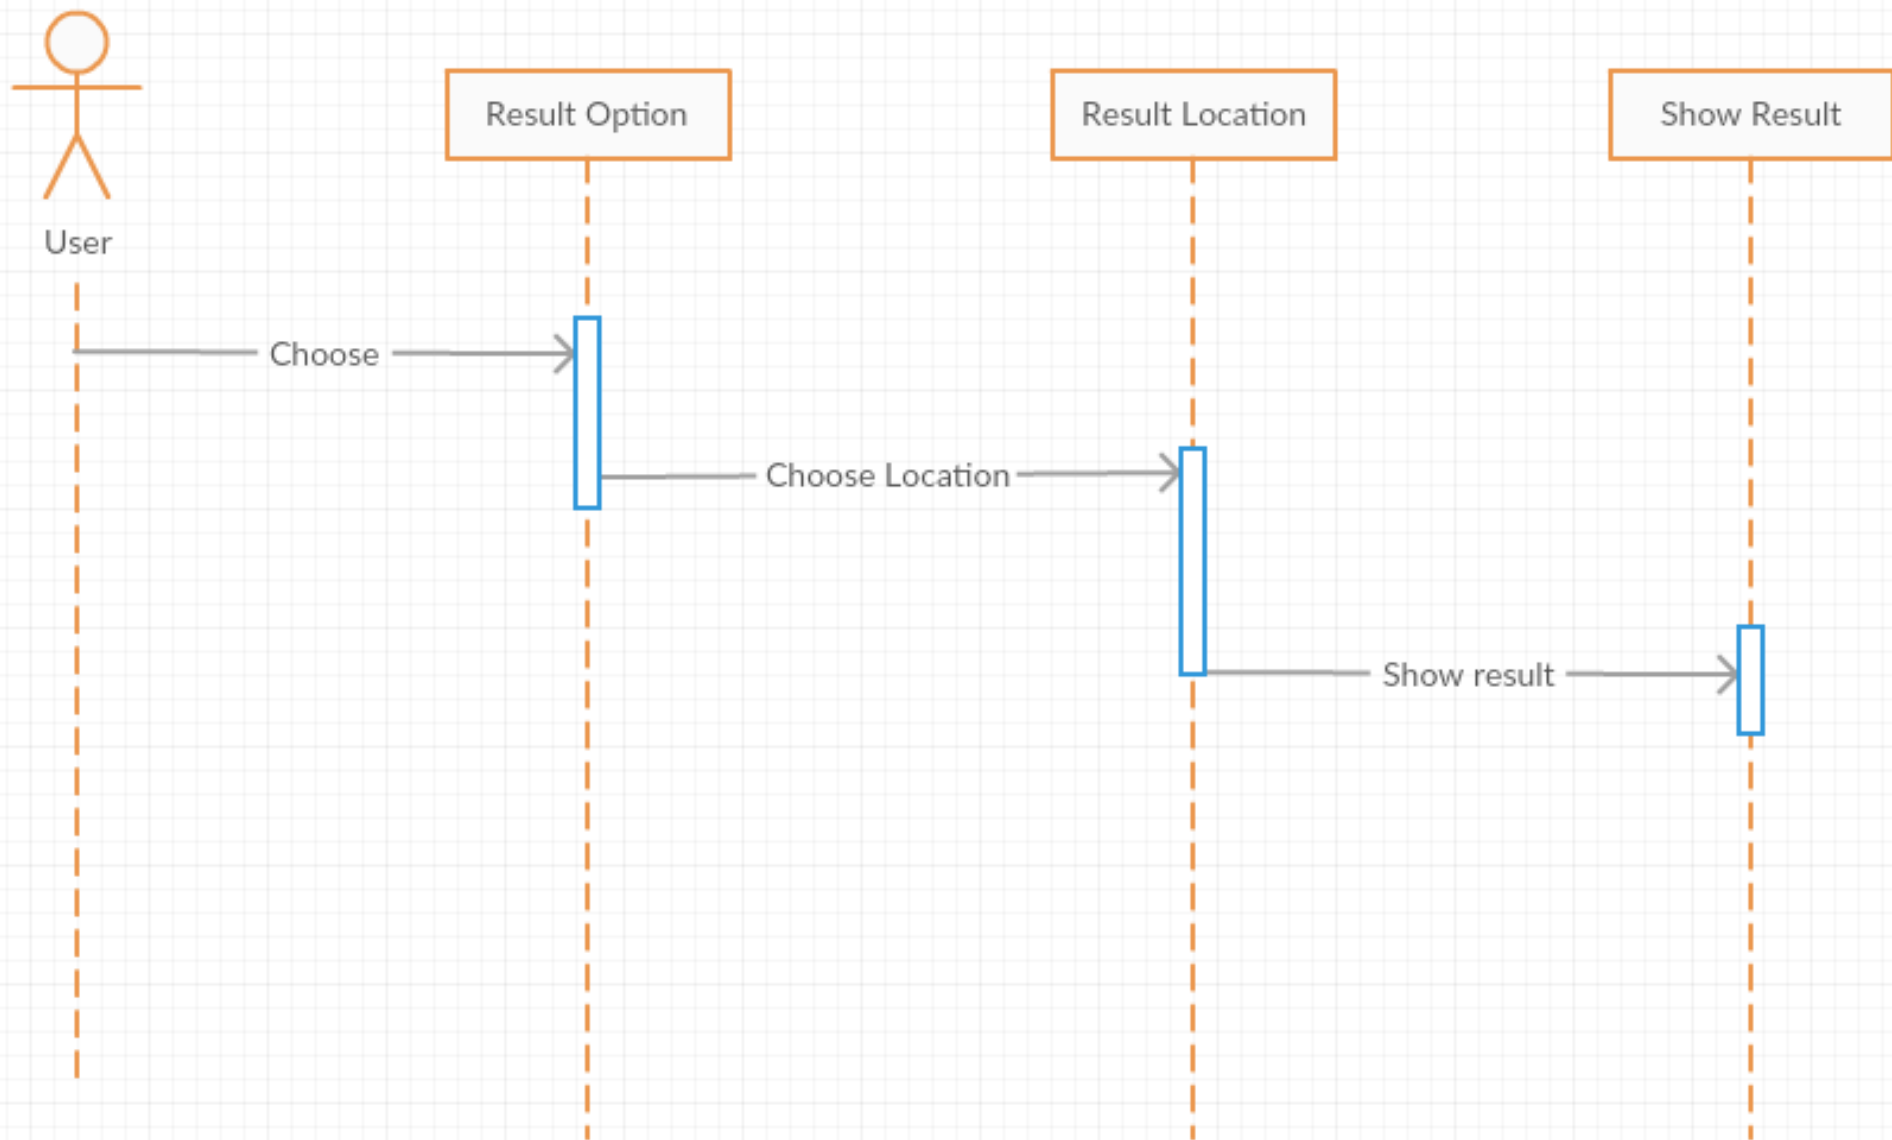 Result Option
Result Location
Show Result
User
Choose
Choose Location
Show result